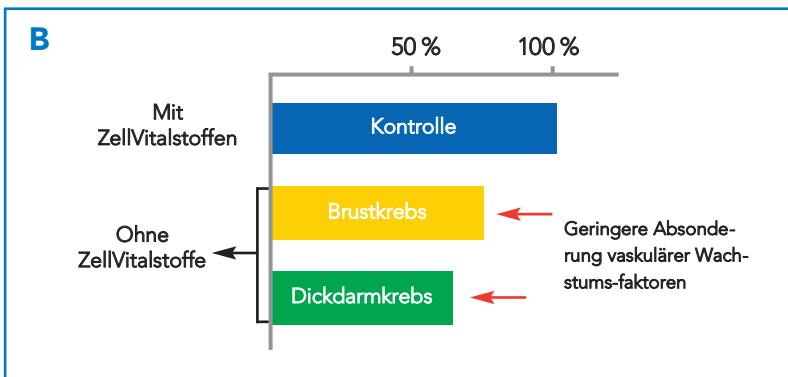 B
50 % 100 %
Mit
ZellVitalstoffen
Kontrolle
Ohne
ZellVitalstoffe
Brustkrebs
Dickdarmkrebs
Geringere Absonde-
rung vaskulärer Wach-
stums-faktoren